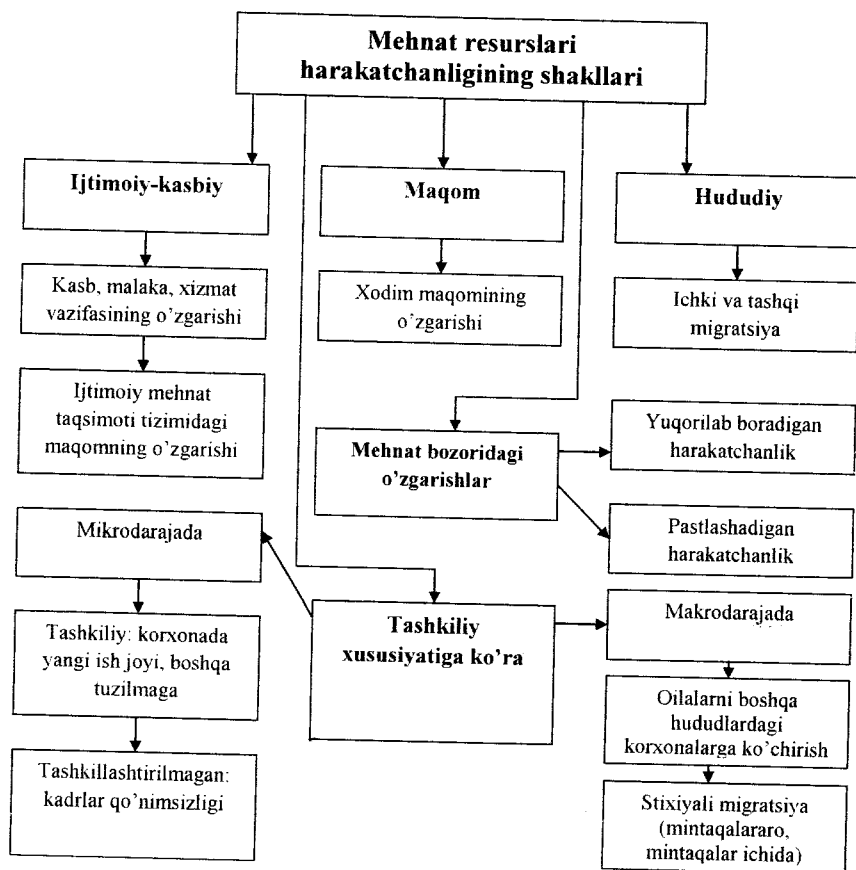 Mehnat resurslari
harakatchanligining shakllari
Ijtimoiy-kasbiy
Maqom
Hududiy
Kasb, malaka, xizmat
vazifasining o’zgarishi
Xodim maqomining
o’zgarishi
Ichki va tashqi
migratsiya
Ijtimoiy mehnat
taqsimoti tizimidagi
maqomning o’zgarishi
Mehnat bozoridagi
o’zgarishlar
Yuqorilab boradigan
harakatchanlik
Pastlashadigan
harakatchanlik
Mikrodarajada
Tashkiliy
xususiyatiga ko’ra
Makrodarajada
Tashkiliy: korxonada
yangi ish joyi, boshqa
tuzilmaga
Oilalarni boshqa
hududlardagi
korxonalarga ko’chirish
Tashkillashtirilmagan:
kadrlar qo’nimsizligi
Stixiyali migratsiya
(mintaqalararo,
mintaqalar ichida)